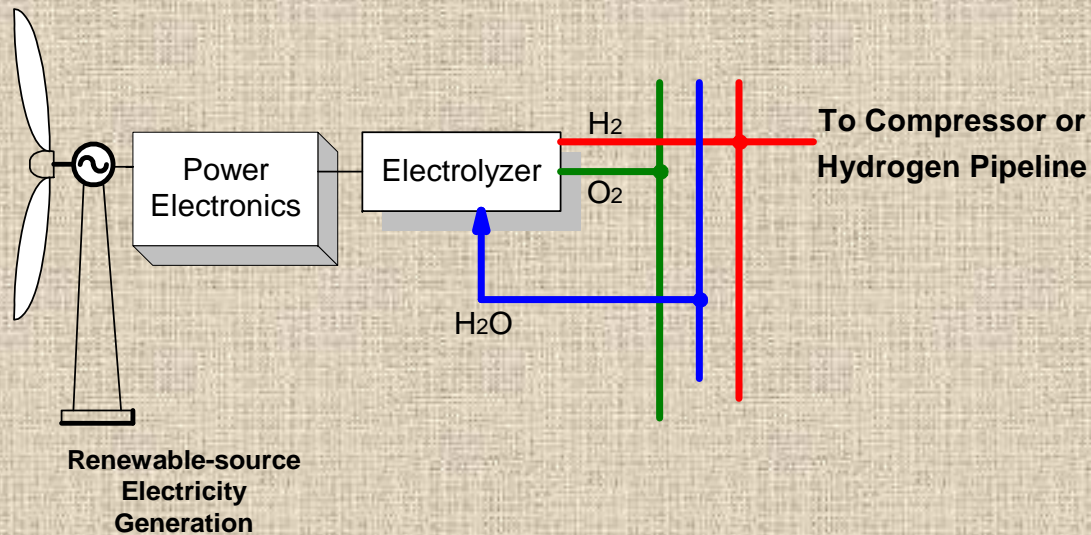 H2
To Compressor or
Hydrogen Pipeline
Power
Electronics
Electrolyzer
O2
H2O
Renewable-source
Electricity
Generation